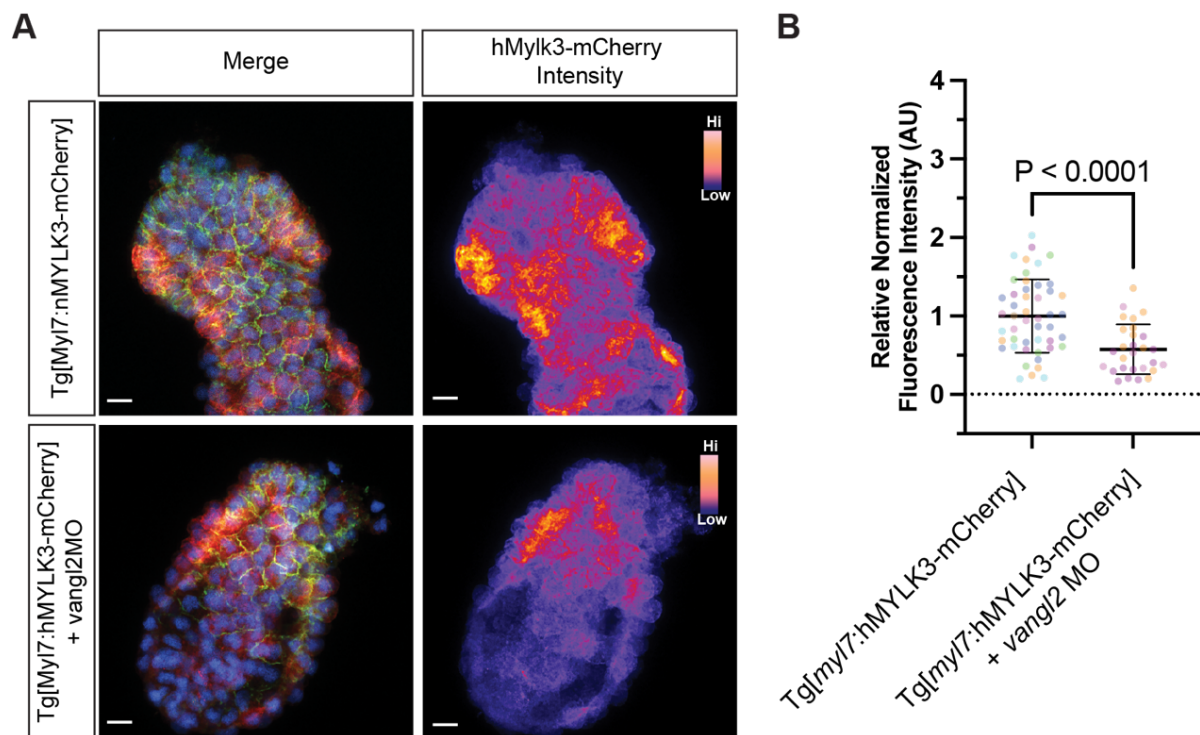 A
Merge
hMylk3-mCherry
Intensity
Tg[Myl7:nMYLK3-mCherry]
Hi
Low
Tg[Myl7:hMYLK3-mCherry]
+ vangl2MO
Hi
Low
B
Relative Normalized
Fluorescence Intensity (AU)
4
3
2
1
0
P < 0.0001
Tg[myl7:hMYLK3-mCherry]
Tg[myl7:hMYLK3-mCherry]
+ vangl2 MO